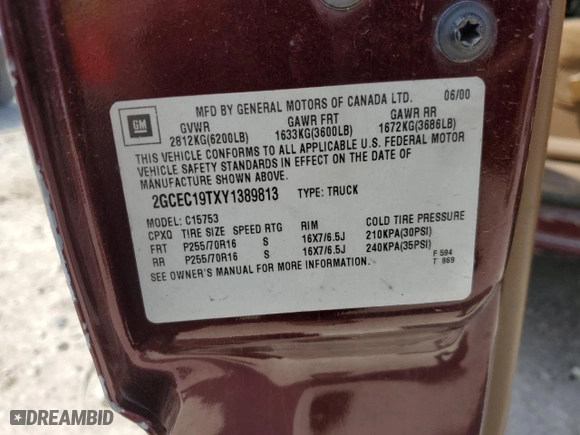 MFD BY GENERAL MOTORS OF CANADA LTD. 06/00
GM
GVWR GAWR FRT GAWR RR
2812KG(6200LB) 1633KG(3600LB) 1672KG(3686LB)
THIS VEHICLE CONFORMS TO ALL APPLICABLE U.S. FEDERAL MOTOR
VEHICLE SAFETY STANDARDS IN EFFECT ON THE DATE OF
MANUFACTURE SHOWN ABOVE.
2GCEC19TXY1389813 TYPE: TRUCK
MODEL: C15753
CPXQ TIRE SIZE SPEED RTG RIM COLD TIRE PRESSURE
FRT P255/70R16 S 16X7/6.5J 210KPA(30PSI)
RR P255/70R16 S 16X7/6.5J 240KPA(35PSI)
SEE OWNER'S MANUAL FOR MORE INFORMATION.
F 594
T 869
DREAMBID